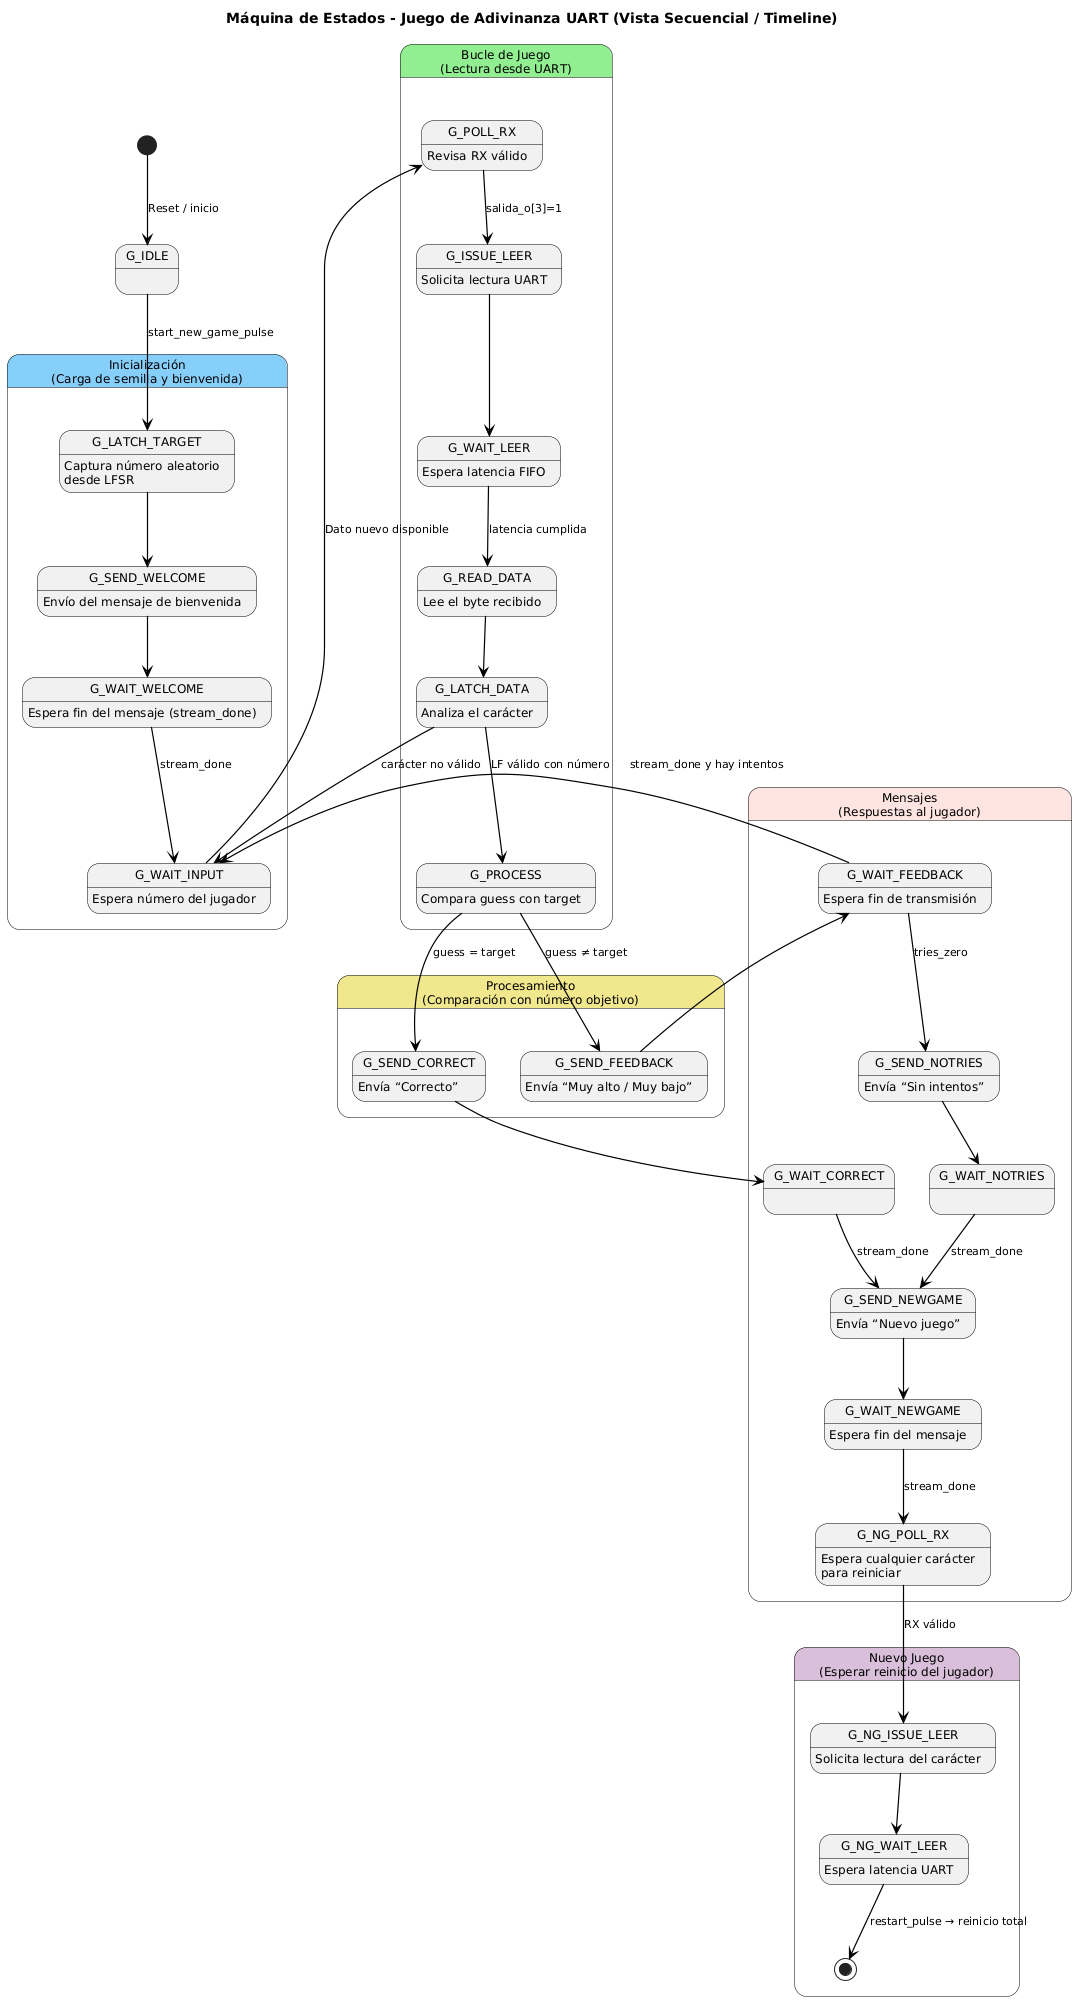 Máquina de Estados - Juego de Adivinanza UART (Vista Secuencial / Timeline)
Reset / inicio
G_IDLE
start_new_game_pulse
Inicialización
(Carga de semilla y bienvenida)
G_LATCH_TARGET
Captura número aleatorio
desde LFSR
G_SEND_WELCOME
Envío del mensaje de bienvenida
G_WAIT_WELCOME
Espera fin del mensaje (stream_done)
stream_done
G_WAIT_INPUT
Espera número del jugador
Dato nuevo disponible
Bucle de Juego
(Lectura desde UART)
G_POLL_RX
Revisa RX válido
salida_o[3]=1
G_ISSUE_LEER
Solicita lectura UART
G_WAIT_LEER
Espera latencia FIFO
latencia cumplida
G_READ_DATA
Lee el byte recibido
G_LATCH_DATA
Analiza el carácter
carácter no válido
LF válido con número
stream_done y hay intentos
G_PROCESS
Compara guess con target
guess = target
guess ≠ target
Procesamiento
(Comparación con número objetivo)
G_SEND_CORRECT
Envía “Correcto”
G_SEND_FEEDBACK
Envía “Muy alto / Muy bajo”
Mensajes
(Respuestas al jugador)
G_WAIT_FEEDBACK
Espera fin de transmisión
tries_zero
G_SEND_NOTRIES
Envía “Sin intentos”
G_WAIT_CORRECT
G_WAIT_NOTRIES
stream_done
stream_done
G_SEND_NEWGAME
Envía “Nuevo juego”
G_WAIT_NEWGAME
Espera fin del mensaje
stream_done
G_NG_POLL_RX
Espera cualquier carácter
para reiniciar
RX válido
Nuevo Juego
(Esperar reinicio del jugador)
G_NG_ISSUE_LEER
Solicita lectura del carácter
G_NG_WAIT_LEER
Espera latencia UART
restart_pulse → reinicio total